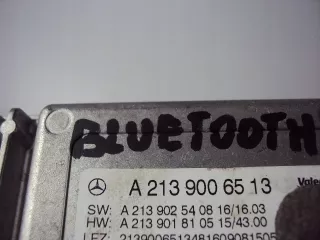 BLUETOOTH
A 213 900 65 13 Valeo
SW: A 213 902 54 08 16/16.03
HW: A 213 901 81 05 15/43.00